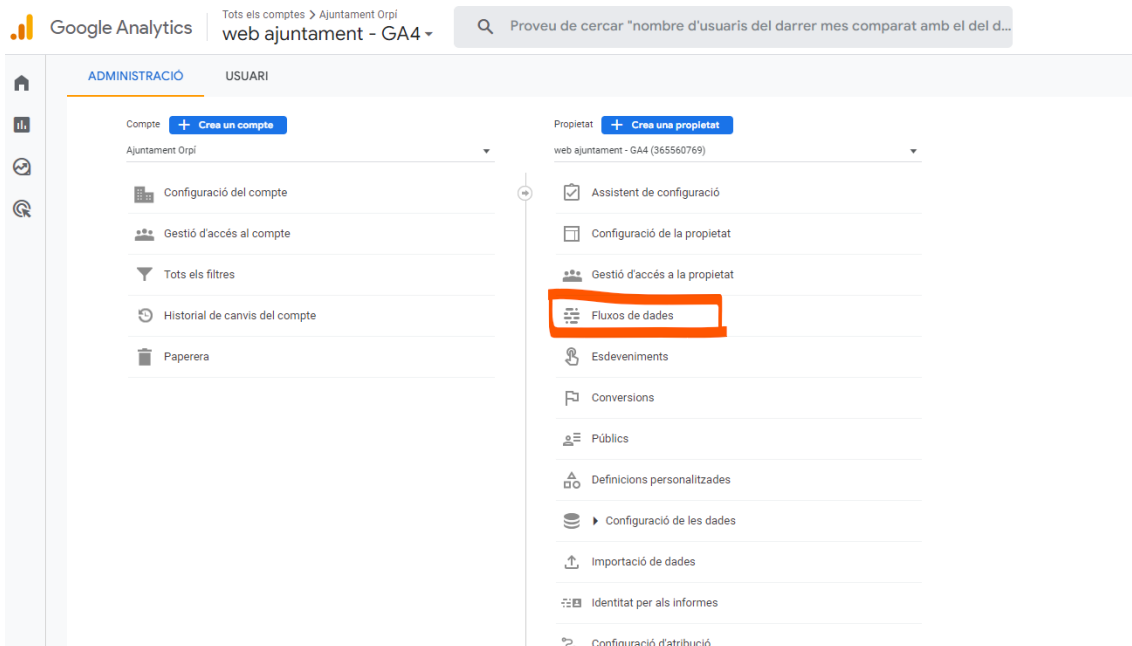 Google Analytics
Tots els comptes > Ajuntament Orpí
web ajuntament - GA4
Proveu de cercar "nombre d'usuaris del darrer mes comparat amb el del d...
ADMINISTRACIÓ
USUARI
Compte
+ Crea un compte
Ajuntament Orpí
Configuració del compte
Gestió d'accés al compte
Tots els filtres
Historial de canvis del compte
Paperera
Propietat
+ Crea una propietat
web ajuntament - GA4 (365560769)
Assistent de configuració
Configuració de la propietat
Gestió d'accés a la propietat
Fluxos de dades
Esdeveniments
Conversions
Públics
Definicions personalitzades
Configuració de les dades
Importació de dades
Identitat per als informes
Configuració d'atribució